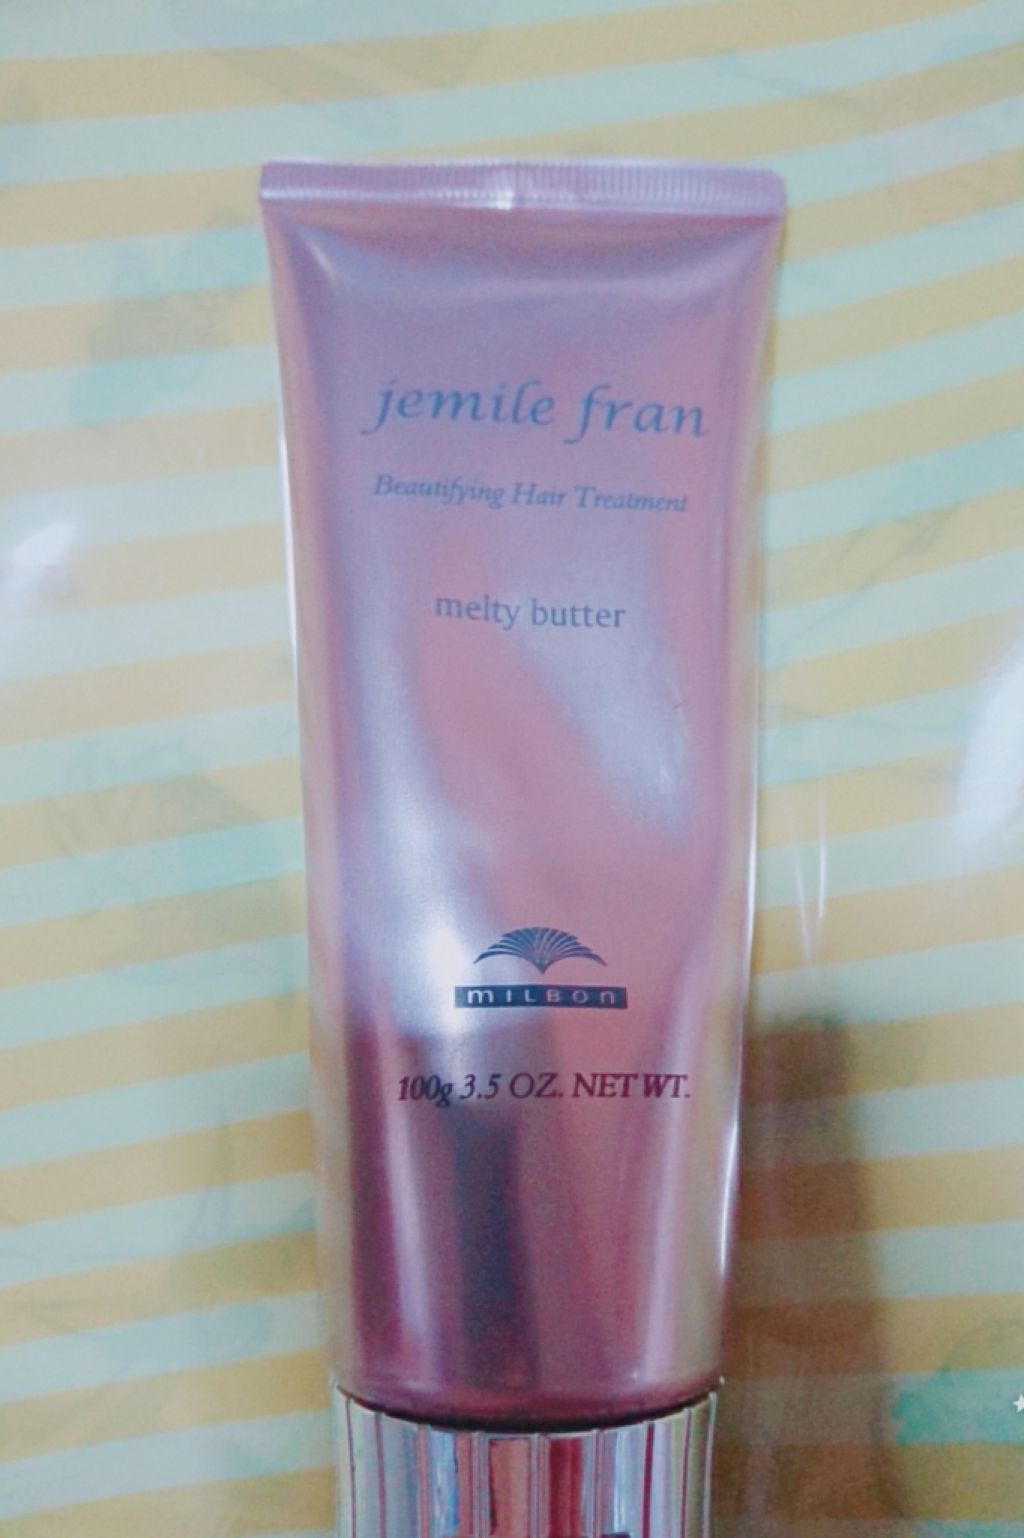 jemile fran
Beautifying Hair Treatment
melty butter
MILBON
100g 3.5 OZ. NET WT.